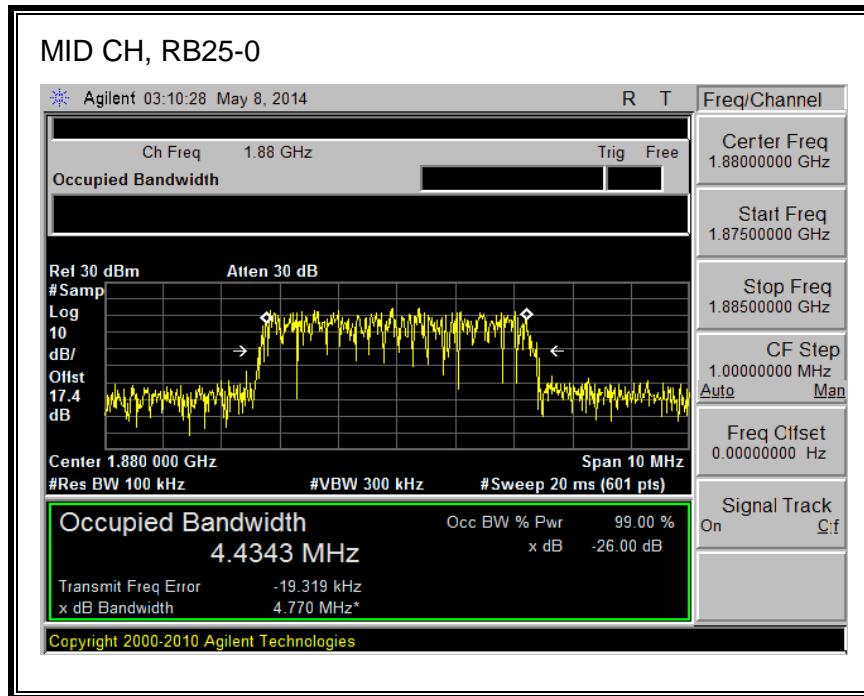 MID CH, RB25-0
Agilent 03:10:28 May 8, 2014 R T
Freq/Channel
Ch Freq 1.88 GHz Trig Free
Occupied Bandwidth
Center Freq
1.88000000 GHz
Start Freq
1.87500000 GHz
Stop Freq
1.88500000 GHz
CF Step
1.00000000 MHz
Auto Man
Freq Offset
0.00000000 Hz
Signal Track
On Off
Ref 30 dBm Atten 30 dB
#Samp
Log
10
dB/
Offst
17.4
dB
Center 1.880 000 GHz Span 10 MHz
#Res BW 100 kHz #VBW 300 kHz #Sweep 20 ms (601 pts)
Occupied Bandwidth Occ BW % Pwr 99.00 %
4.4343 MHz x dB -26.00 dB
Transmit Freq Error -19.319 kHz
x dB Bandwidth 4.770 MHz*
Copyright 2000-2010 Agilent Technologies